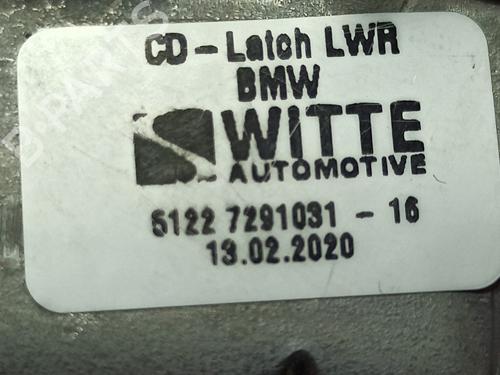 CD-Latch LWR
BMW
WITTE
AUTOMOTIVE
5122 7291031 - 16
13.02.2020